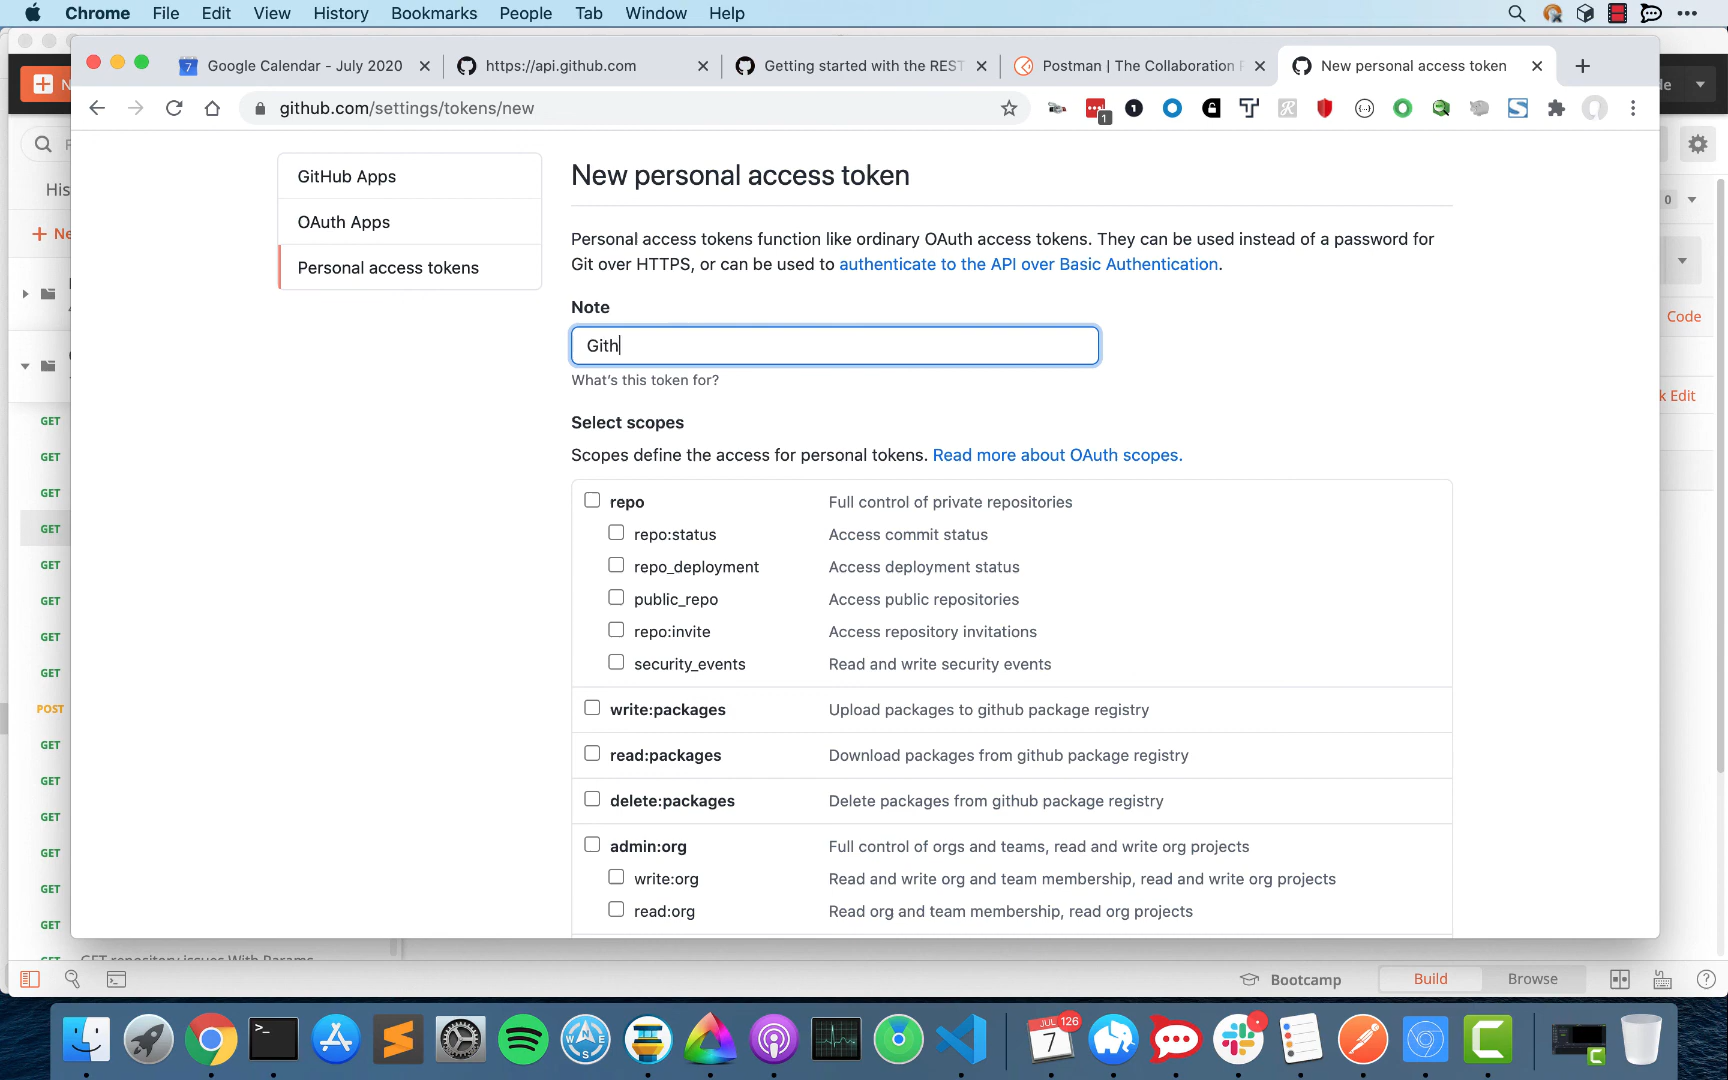 Chrome File Edit View History Bookmarks People Tab Window Help
Google Calendar - July 2020
https://api.github.com
Getting started with the REST
Postman | The Collaboration
New personal access token
github.com/settings/tokens/new
GitHub Apps
OAuth Apps
Personal access tokens
New personal access token
Personal access tokens function like ordinary OAuth access tokens. They can be used instead of a password for
Git over HTTPS, or can be used to authenticate to the API over Basic Authentication.
Note
Gith
What's this token for?
Select scopes
Scopes define the access for personal tokens. Read more about OAuth scopes.
repo Full control of private repositories
repo:status Access commit status
repo_deployment Access deployment status
public_repo Access public repositories
repo:invite Access repository invitations
security_events Read and write security events
write:packages Upload packages to github package registry
read:packages Download packages from github package registry
delete:packages Delete packages from github package registry
admin:org Full control of orgs and teams, read and write org projects
write:org Read and write org and team membership, read and write org projects
read:org Read org and team membership, read org projects
His
Ne
GET
GET
GET
GET
GET
GET
GET
GET
POST
GET
GET
GET
GET
GET
GET
0
Code
k Edit
Bootcamp
Build
Browse
JUL 126
7